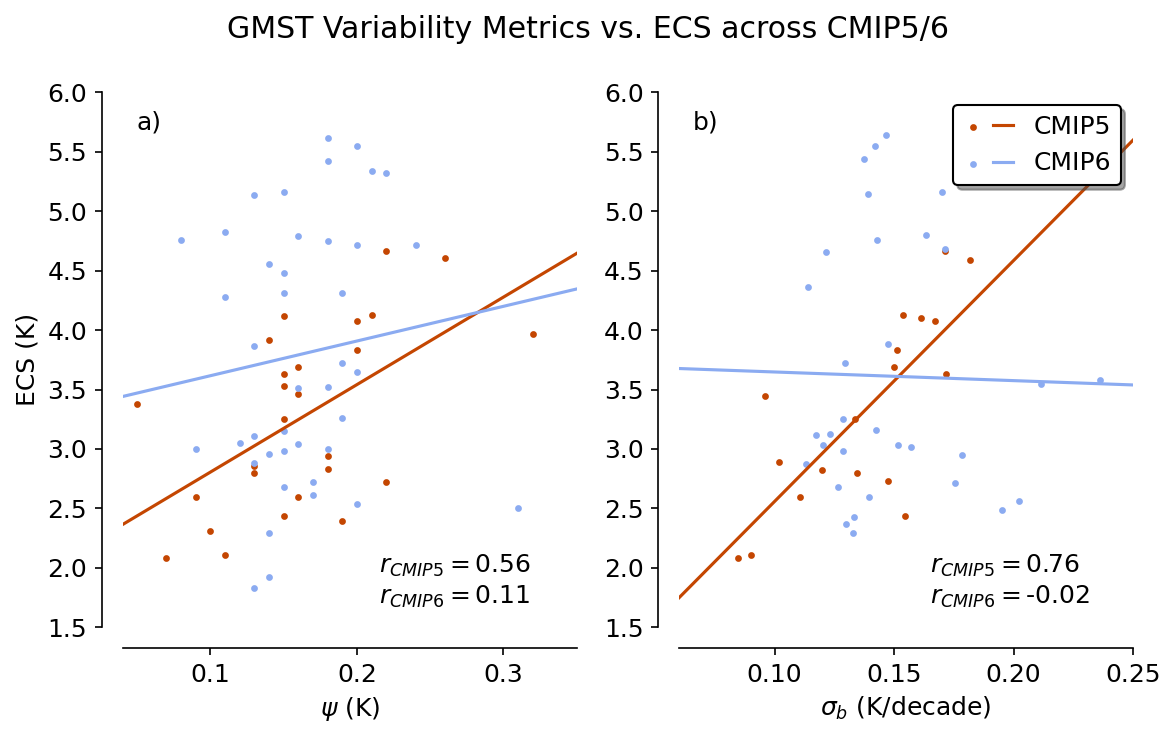 GMST Variability Metrics vs. ECS across CMIP5/6
a)
b)
CMIP5
CMIP6
6.0
5.5
5.0
4.5
4.0
3.5
3.0
2.5
2.0
1.5
ECS (K)
r_CMIP5 = 0.56
r_CMIP6 = 0.11
0.1
0.2
0.3
ψ (K)
6.0
5.5
5.0
4.5
4.0
3.5
3.0
2.5
2.0
1.5
r_CMIP5 = 0.76
r_CMIP6 = -0.02
0.10
0.15
0.20
0.25
σ_b (K/decade)